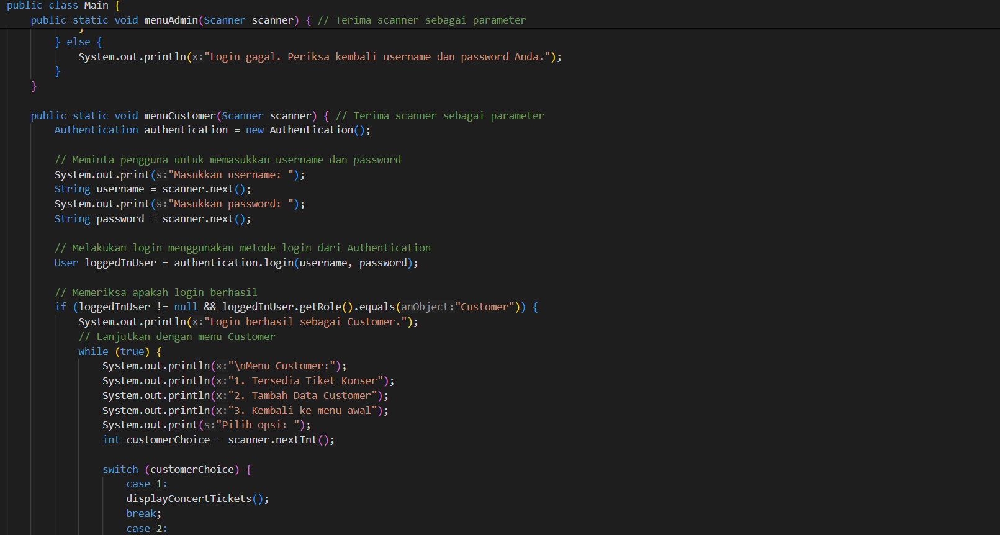 public class Main {
public static void menuAdmin(Scanner scanner) { // Terima scanner sebagai parameter
}
} else {
System.out.println(x:"Login gagal. Periksa kembali username dan password Anda.");
}
}
public static void menuCustomer(Scanner scanner) { // Terima scanner sebagai parameter
Authentication authentication = new Authentication();
// Meminta pengguna untuk memasukkan username dan password
System.out.print(s:"Masukkan username: ");
String username = scanner.next();
System.out.print(s:"Masukkan password: ");
String password = scanner.next();
// Melakukan login menggunakan metode login dari Authentication
User loggedInUser = authentication.login(username, password);
// Memeriksa apakah login berhasil
if (loggedInUser != null && loggedInUser.getRole().equals(anObject:"Customer")) {
System.out.println(x:"Login berhasil sebagai Customer.");
// Lanjutkan dengan menu Customer
while (true) {
System.out.println(x:"\nMenu Customer:");
System.out.println(x:"1. Tersedia Tiket Konser");
System.out.println(x:"2. Tambah Data Customer");
System.out.println(x:"3. Kembali ke menu awal");
System.out.print(s:"Pilih opsi: ");
int customerChoice = scanner.nextInt();
switch (customerChoice) {
case 1:
displayConcertTickets();
break;
case 2: